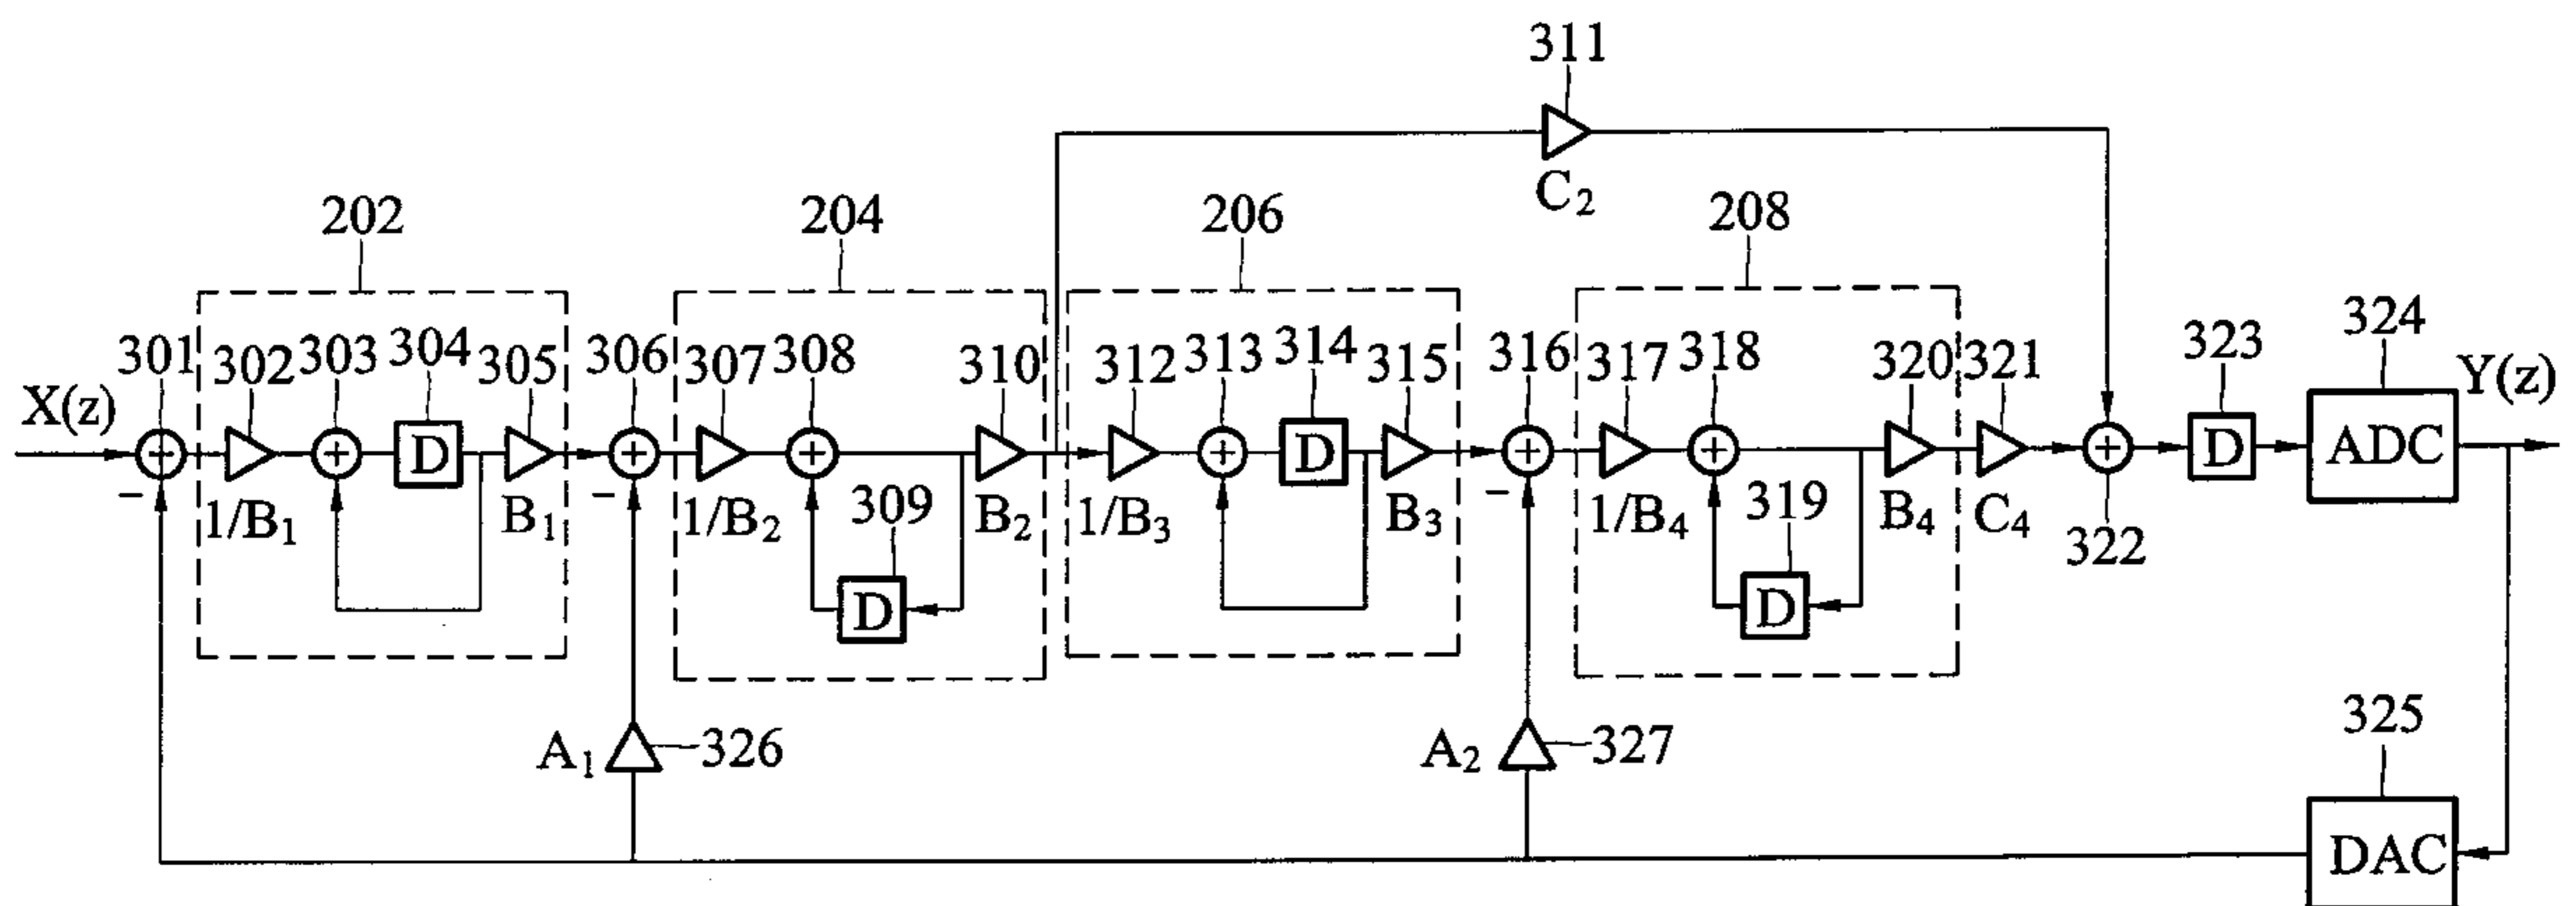 311
C₂
202
204
206
208
301
302
303
304
305
306
307
308
310
312
313
314
315
316
317
318
320
321
323
324
X(z)
+
+
D
+
+
+
D
+
+
+
D
ADC
Y(z)
−
1/B₁
B₁
−
1/B₂
309
B₂
1/B₃
B₃
−
1/B₄
319
B₄
C₄
322
D
D
A₁
326
A₂
327
325
DAC